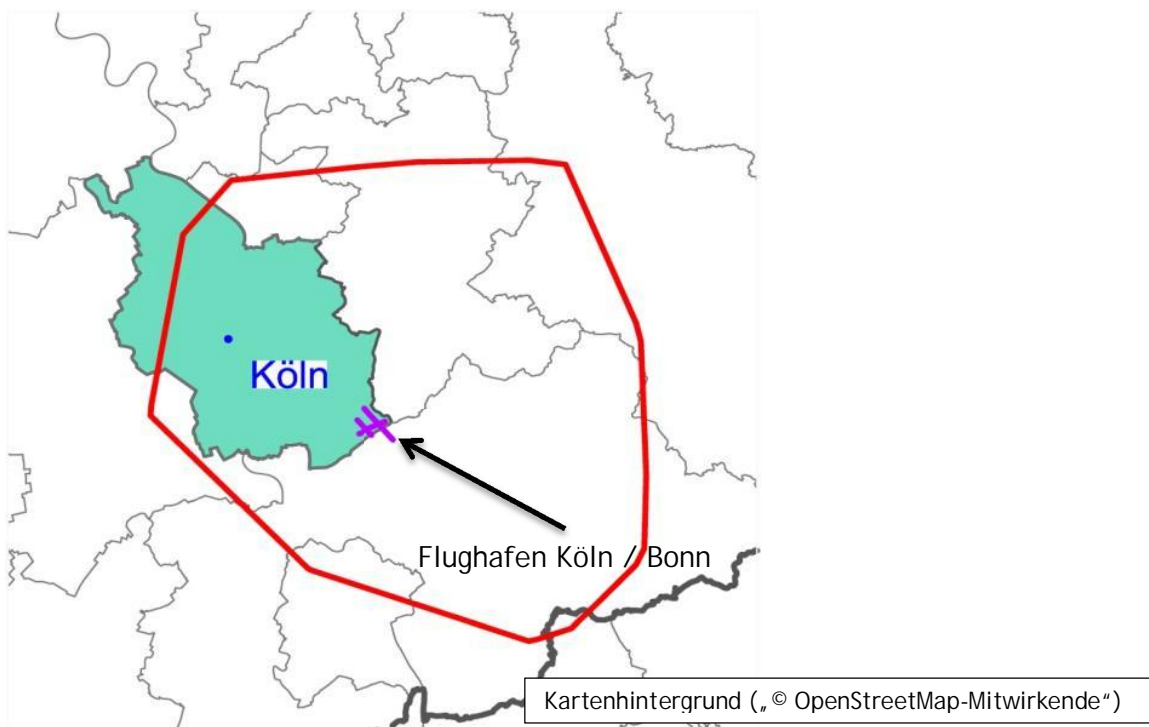 Köln
Flughafen Köln / Bonn
Kartenhintergrund („ © OpenStreetMap-Mitwirkende“)